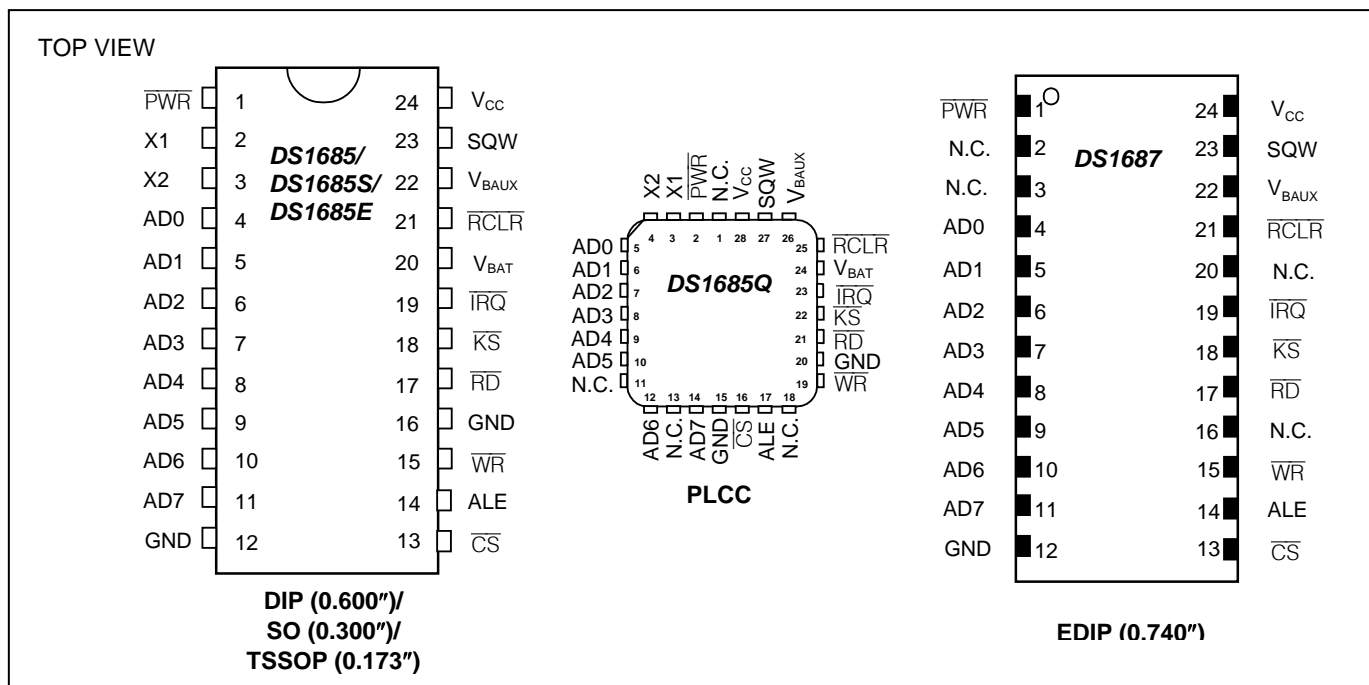 TOP VIEW
PWR 1 24 VCC
X1 2 23 SQW
X2 3 22 VBAUX
AD0 4 21 RCLR
AD1 5 20 VBAT
AD2 6 19 IRQ
AD3 7 18 KS
AD4 8 17 RD
AD5 9 16 GND
AD6 10 15 WR
AD7 11 14 ALE
GND 12 13 CS
DS1685/
DS1685S/
DS1685E
DIP (0.600″)/
SO (0.300″)/
TSSOP (0.173″)
X2 X1 PWR N.C. VCC SQW VBAUX
4 3 2 1 28 27 26
AD0 5 25 RCLR
AD1 6 24 VBAT
AD2 7 23 IRQ
AD3 8 22 KS
AD4 9 21 RD
AD5 10 20 GND
N.C. 11 19 WR
DS1685Q
12 13 14 15 16 17 18
AD6 N.C. AD7 GND CS ALE N.C.
PLCC
PWR 1 24 VCC
N.C. 2 23 SQW
N.C. 3 22 VBAUX
AD0 4 21 RCLR
AD1 5 20 N.C.
AD2 6 19 IRQ
AD3 7 18 KS
AD4 8 17 RD
AD5 9 16 N.C.
AD6 10 15 WR
AD7 11 14 ALE
GND 12 13 CS
DS1687
EDIP (0.740″)